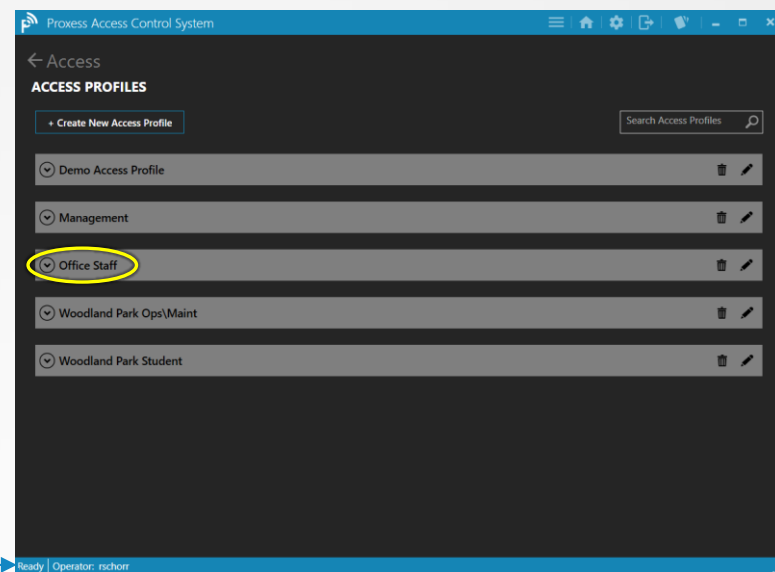 Proxess Access Control System
Access
ACCESS PROFILES
+ Create New Access Profile
Search Access Profiles
Demo Access Profile
Management
Office Staff
Woodland Park Ops\Maint
Woodland Park Student
Ready | Operator: rschorr